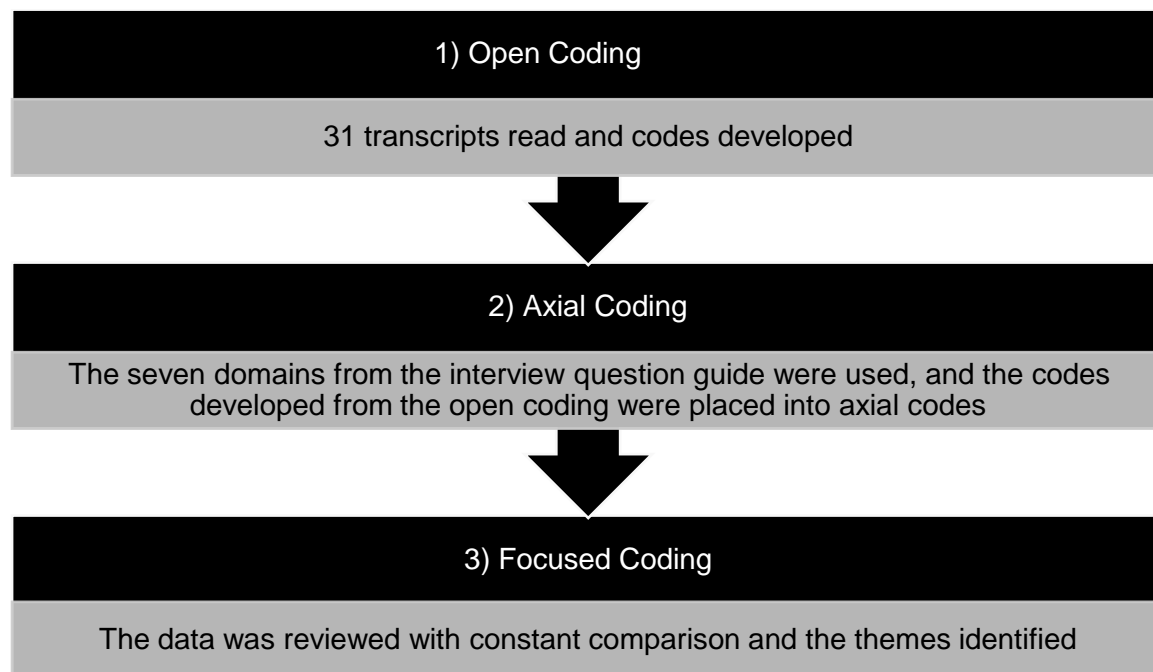 1) Open Coding
31 transcripts read and codes developed
2) Axial Coding
The seven domains from the interview question guide were used, and the codes
developed from the open coding were placed into axial codes
3) Focused Coding
The data was reviewed with constant comparison and the themes identified